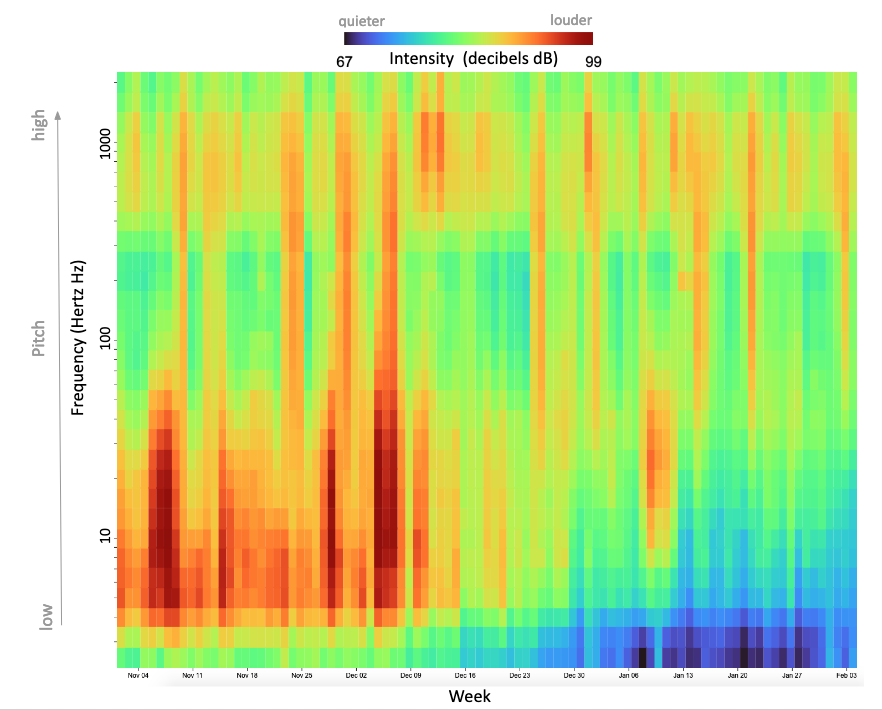 quieter louder
67 Intensity (decibels dB) 99
high
Pitch
low
Frequency (Hertz Hz)
1000
100
10
Nov 04 Nov 11 Nov 18 Nov 25 Dec 02 Dec 09 Dec 16 Dec 23 Dec 30 Jan 06 Jan 13 Jan 20 Jan 27 Feb 03
Week